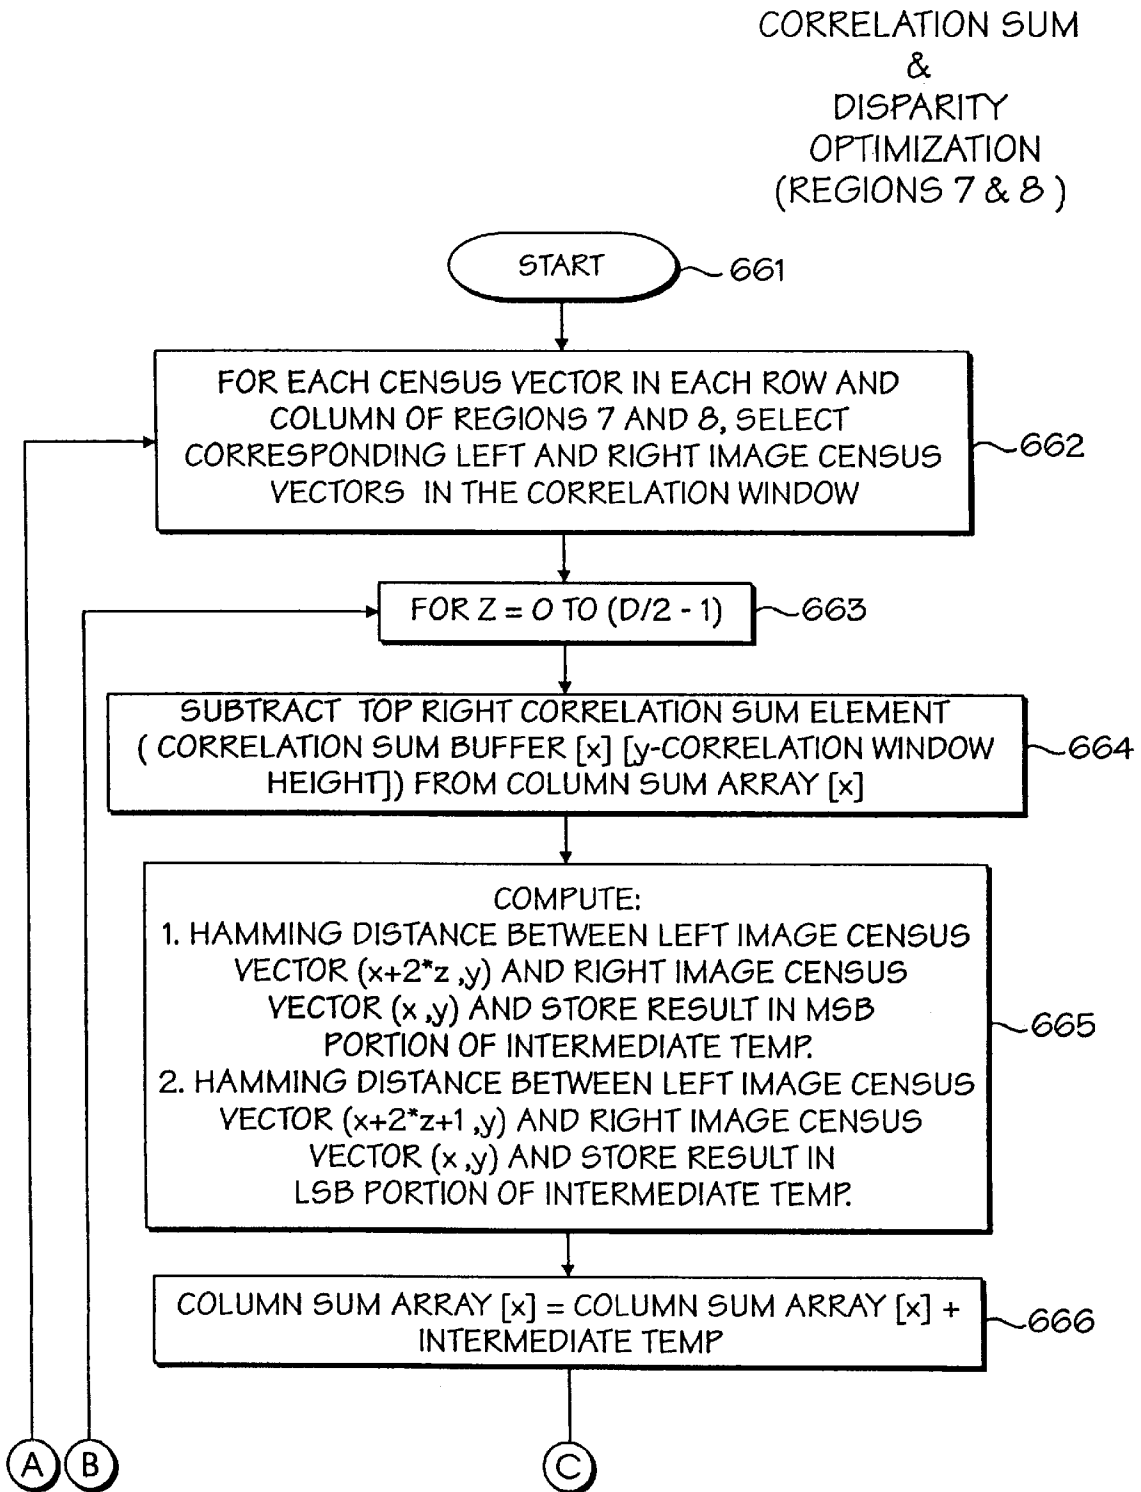 CORRELATION SUM
&
DISPARITY
OPTIMIZATION
(REGIONS 7 & 8 )
START
661
FOR EACH CENSUS VECTOR IN EACH ROW AND
COLUMN OF REGIONS 7 AND 8, SELECT
CORRESPONDING LEFT AND RIGHT IMAGE CENSUS
VECTORS IN THE CORRELATION WINDOW
662
FOR Z = 0 TO (D/2 - 1)
663
SUBTRACT TOP RIGHT CORRELATION SUM ELEMENT
( CORRELATION SUM BUFFER [x] [y-CORRELATION WINDOW
HEIGHT]) FROM COLUMN SUM ARRAY [x]
664
COMPUTE:
1. HAMMING DISTANCE BETWEEN LEFT IMAGE CENSUS
VECTOR (x+2*z ,y) AND RIGHT IMAGE CENSUS
VECTOR (x ,y) AND STORE RESULT IN MSB
PORTION OF INTERMEDIATE TEMP.
2. HAMMING DISTANCE BETWEEN LEFT IMAGE CENSUS
VECTOR (x+2*z+1 ,y) AND RIGHT IMAGE CENSUS
VECTOR (x ,y) AND STORE RESULT IN
LSB PORTION OF INTERMEDIATE TEMP.
665
COLUMN SUM ARRAY [x] = COLUMN SUM ARRAY [x] +
INTERMEDIATE TEMP
666
A B C